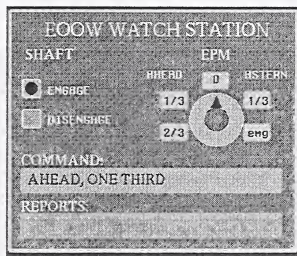 EOOW WATCH STATION
SHAFT EPM
AHEAD 0 ASTERN
ENGAGE
1/3 1/3
DISENGAGE
2/3 emg
COMMAND:
AHEAD, ONE THIRD
REPORTS: